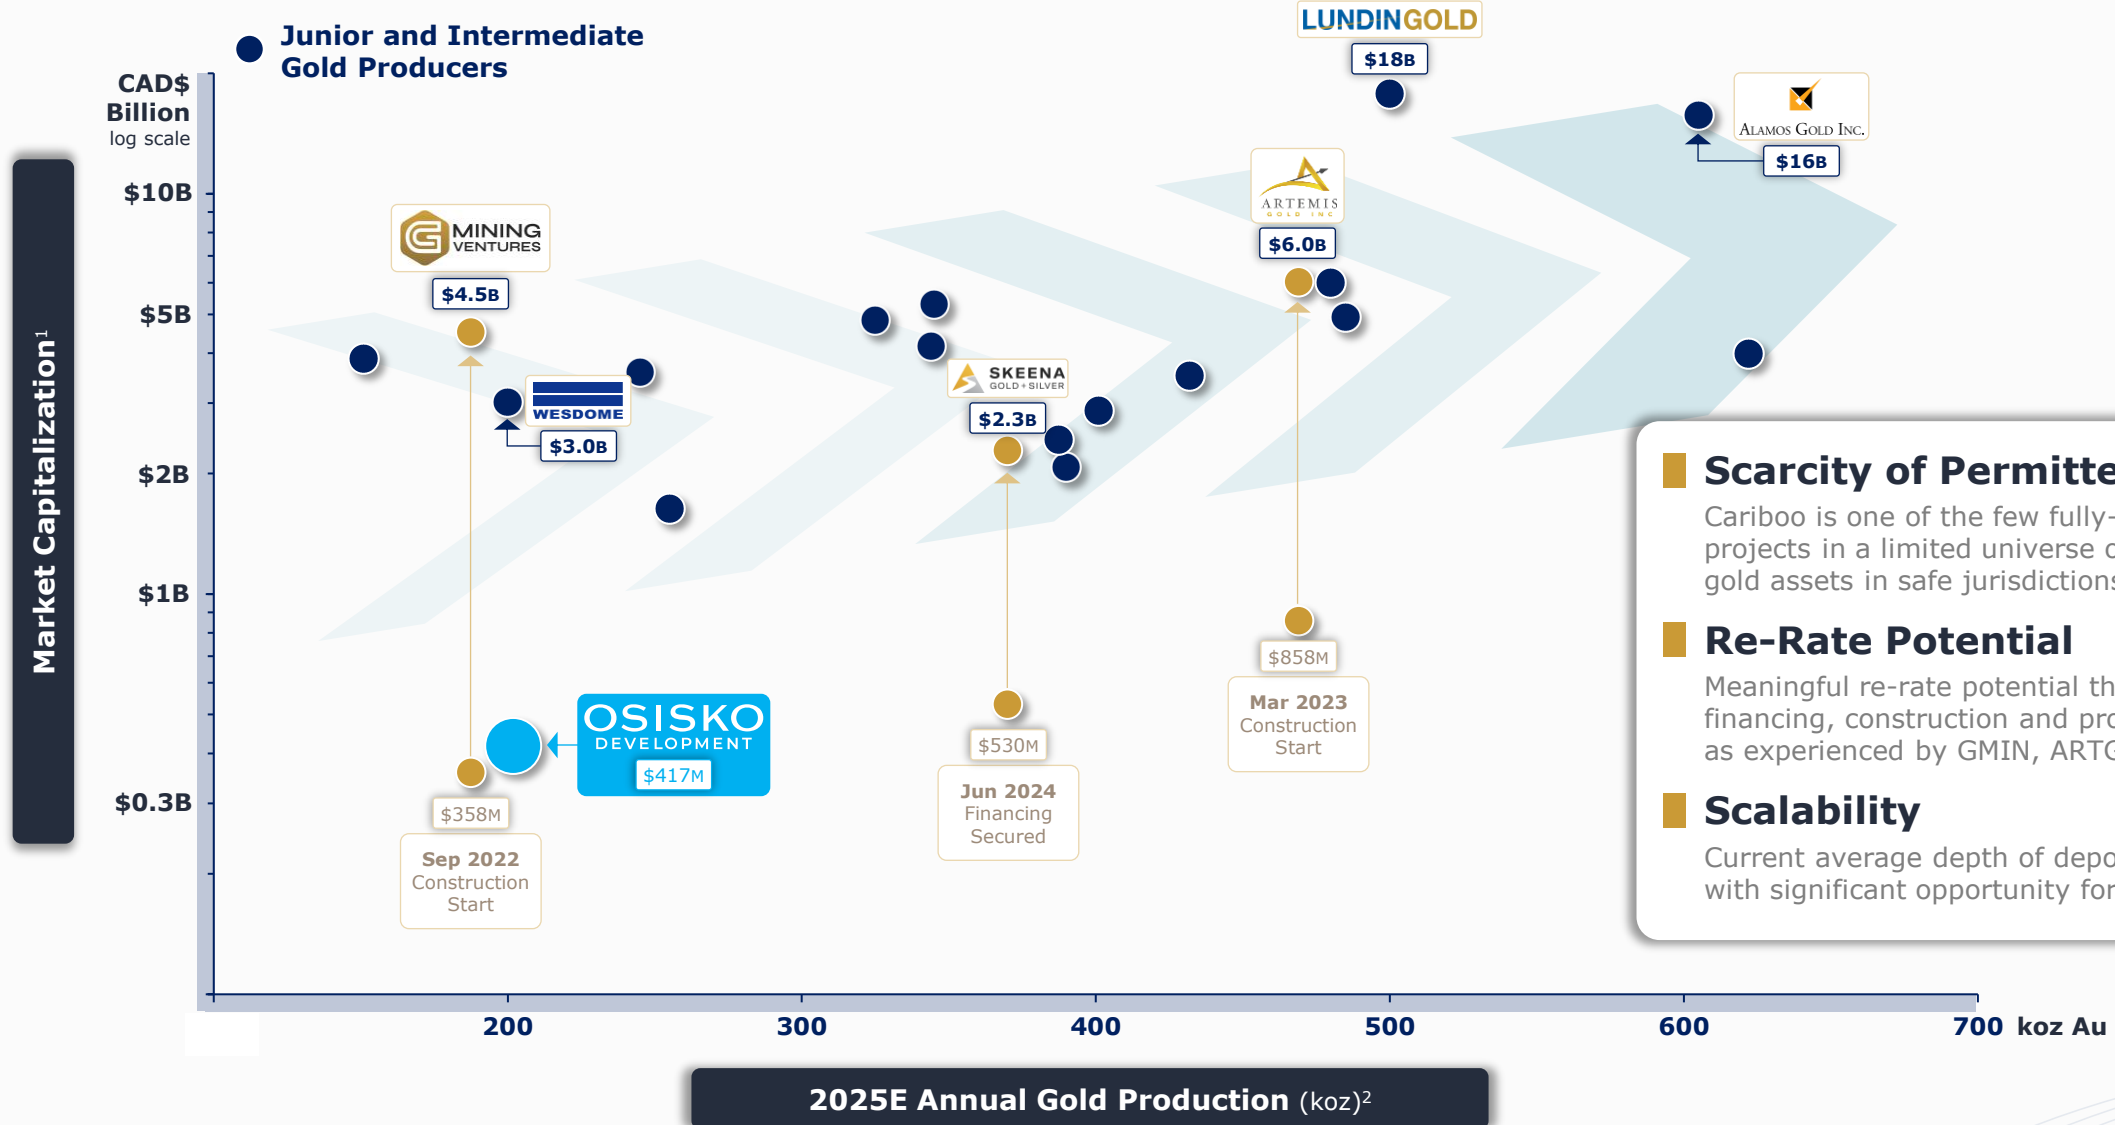 Junior and Intermediate
Gold Producers
CAD$
Billion
log scale
$10B
$5B
$2B
$1B
$0.3B
Market Capitalization¹
G MINING
VENTURES
$4.5B
WESDOME
$3.0B
$358M
Sep 2022
Construction
Start
OSISKO
DEVELOPMENT
$417M
SKEENA
GOLD+SILVER
$2.3B
$530M
Jun 2024
Financing
Secured
ARTEMIS
GOLD INC
$6.0B
$858M
Mar 2023
Construction
Start
LUNDINGOLD
$18B
ALAMOS GOLD INC.
$16B
Scarcity of Permitte
Cariboo is one of the few fully-
projects in a limited universe o
gold assets in safe jurisdictions
Re-Rate Potential
Meaningful re-rate potential th
financing, construction and pro
as experienced by GMIN, ARTG
Scalability
Current average depth of depo
with significant opportunity for
200 300 400 500 600 700 koz Au
2025E Annual Gold Production (koz)²